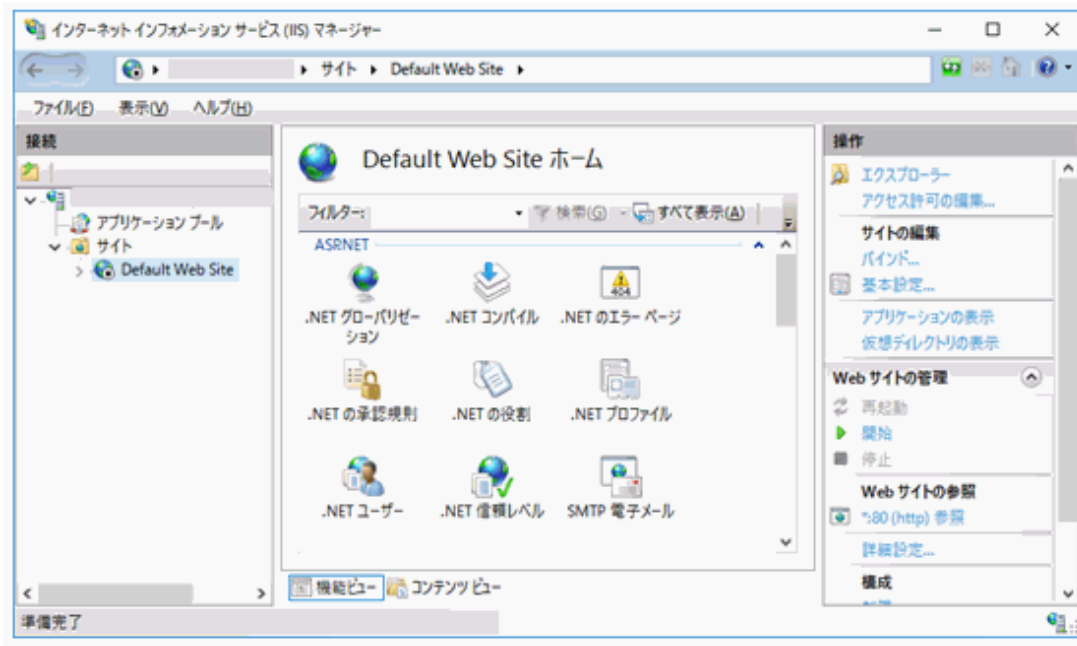 インターネット インフォメーション サービス (IIS) マネージャー
サイト Default Web Site
ファイル(F) 表示(V) ヘルプ(H)
接続
アプリケーション プール
サイト
Default Web Site
Default Web Site ホーム
フィルター: 検索(G) すべて表示(A)
ASP.NET
.NET グローバリゼーション
.NET コンパイル
.NET のエラー ページ
.NET の承認規則
.NET の役割
.NET プロファイル
.NET ユーザー
.NET 信頼レベル
SMTP 電子メール
機能ビュー
コンテンツ ビュー
操作
エクスプローラー
アクセス許可の編集...
サイトの編集
バインド...
基本設定...
アプリケーションの表示
仮想ディレクトリの表示
Web サイトの管理
再起動
開始
停止
Web サイトの参照
*:80 (http) 参照
詳細設定...
構成
準備完了